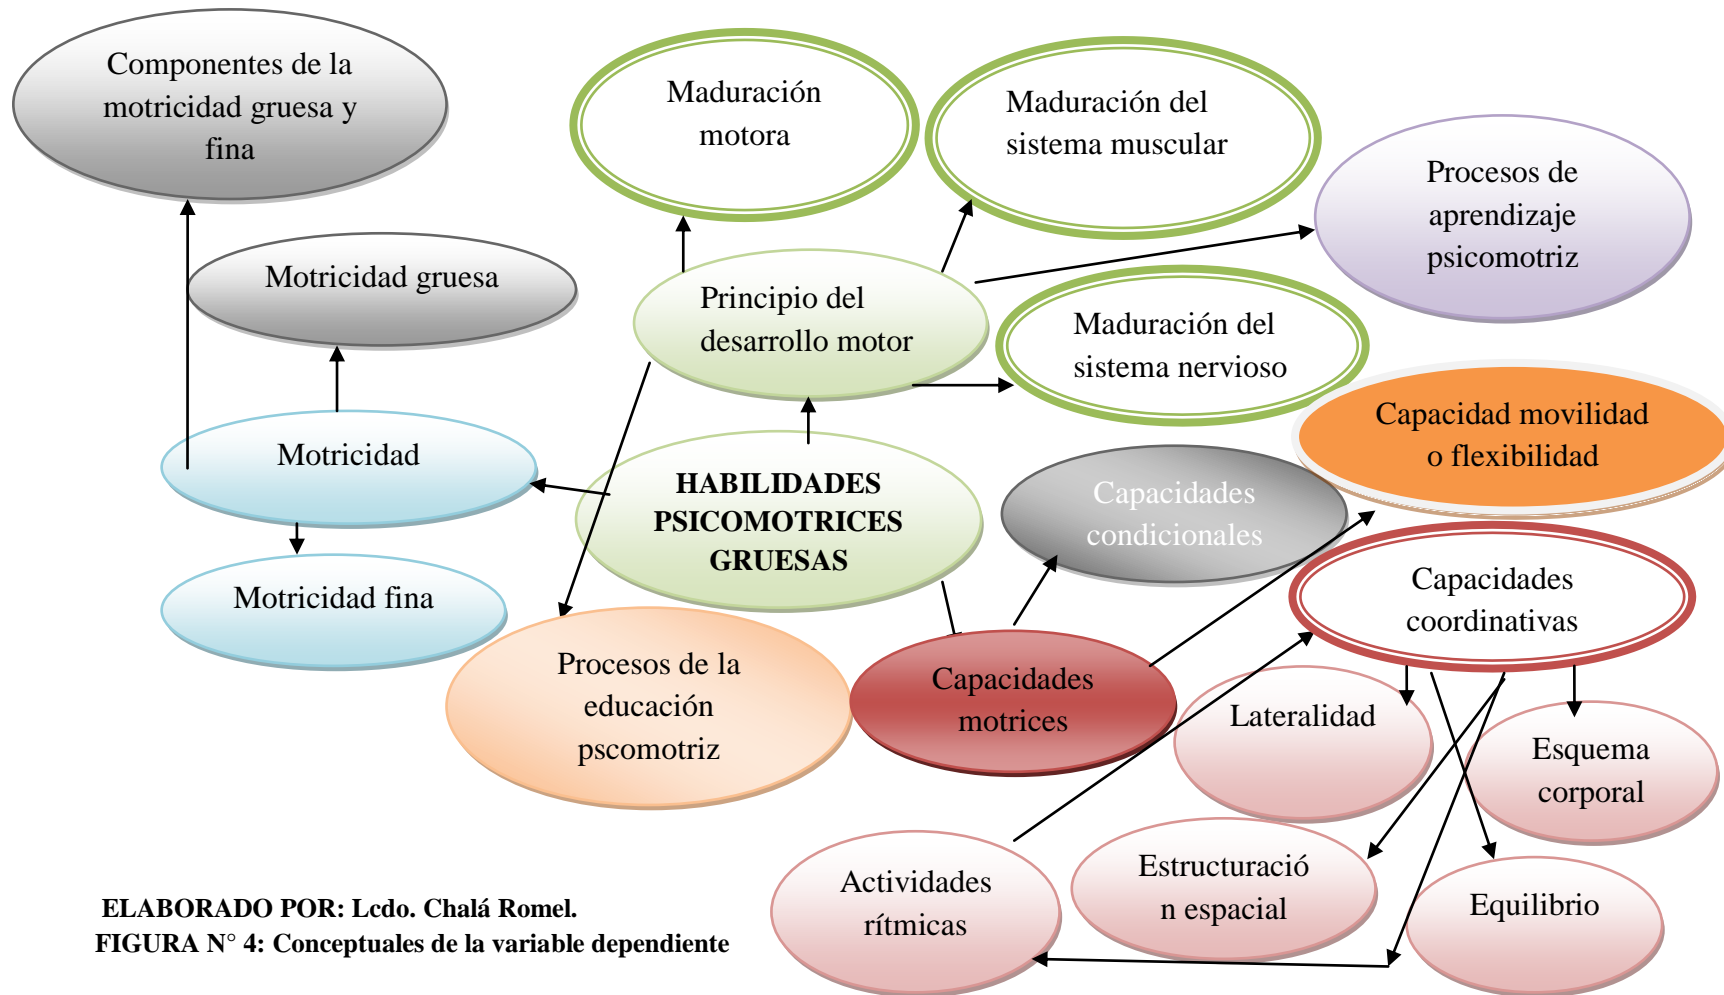 Componentes de la
motricidad gruesa y
fina
Maduración
motora
Maduración del
sistema muscular
Procesos de
aprendizaje
psicomotriz
Motricidad gruesa
Principio del
desarrollo motor
Maduración del
sistema nervioso
Capacidad movilidad
o flexibilidad
Motricidad
HABILIDADES
PSICOMOTRICES
GRUESAS
Capacidades
condicionales
Motricidad fina
Capacidades
coordinativas
Procesos de la
educación
pscomotriz
Capacidades
motrices
Lateralidad
Esquema
corporal
Actividades
rítmicas
Estructuració
n espacial
Equilibrio
ELABORADO POR: Lcdo. Chalá Romel.
FIGURA N° 4: Conceptuales de la variable dependiente